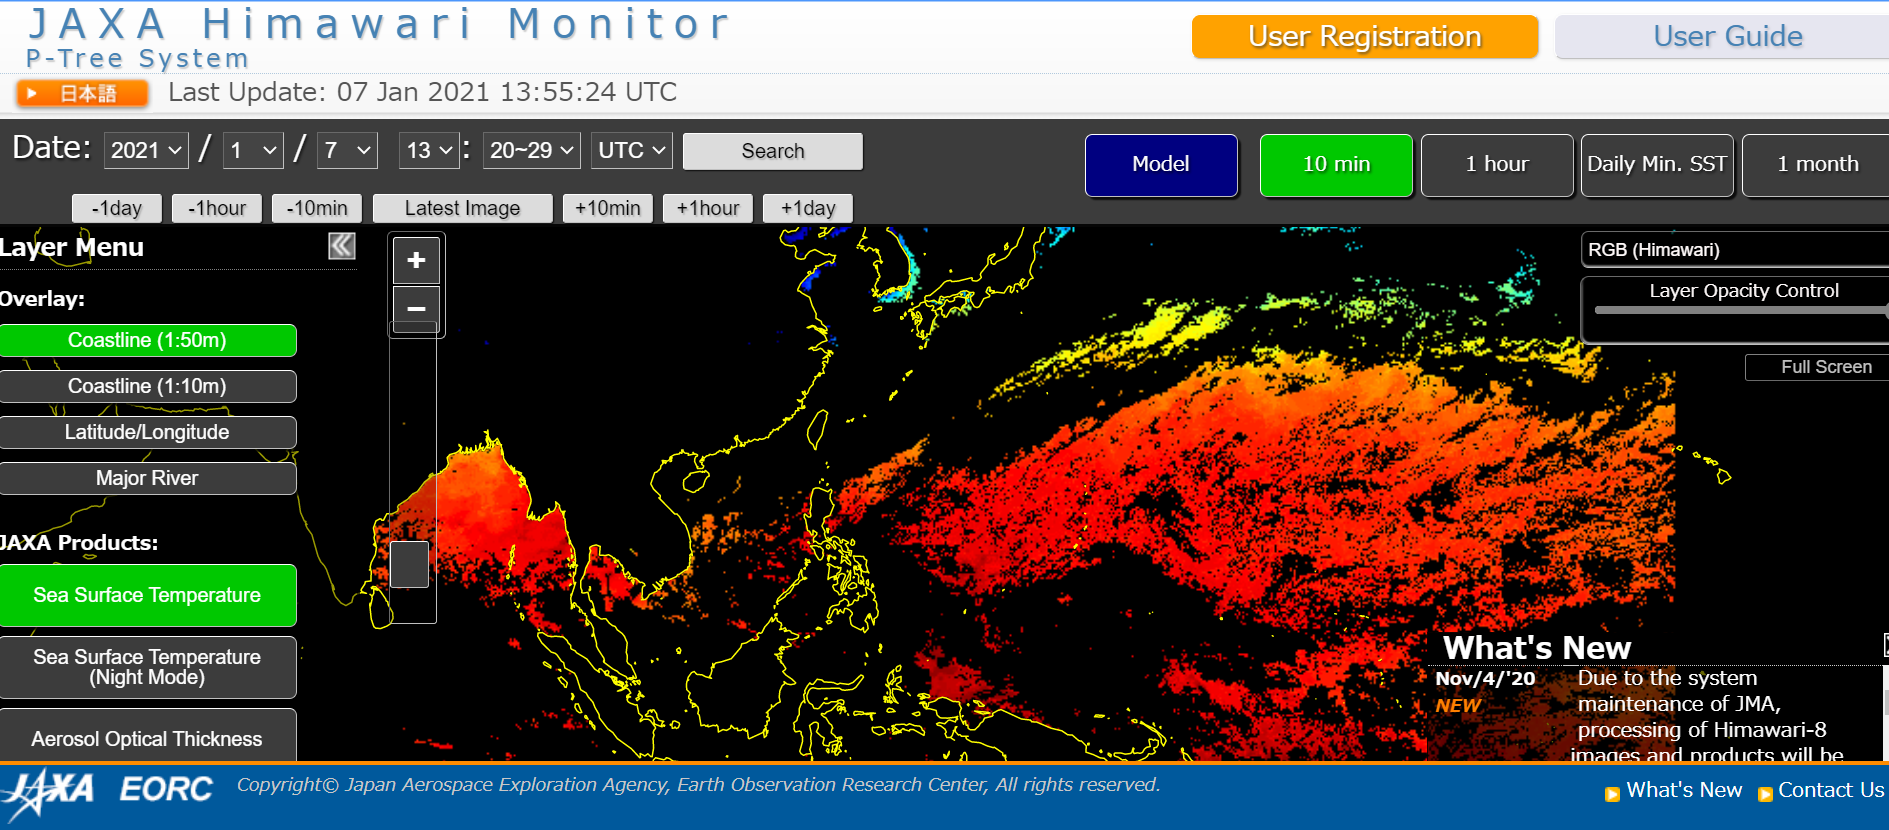 JAXA Himawari Monitor
P-Tree System
User Registration
User Guide
日本語
Last Update: 07 Jan 2021 13:55:24 UTC
Date: 2021 / 1 / 7 13 : 20~29 UTC Search
Model
10 min
1 hour
Daily Min. SST
1 month
-1day -1hour -10min Latest Image +10min +1hour +1day
Layer Menu
Overlay:
Coastline (1:50m)
Coastline (1:10m)
Latitude/Longitude
Major River
JAXA Products:
Sea Surface Temperature
Sea Surface Temperature
(Night Mode)
Aerosol Optical Thickness
+
−
RGB (Himawari)
Layer Opacity Control
Full Screen
What's New
Nov/4/'20
NEW
Due to the system
maintenance of JMA,
processing of Himawari-8
images and products will be
JAXA EORC
Copyright© Japan Aerospace Exploration Agency, Earth Observation Research Center, All rights reserved.
What's New
Contact Us